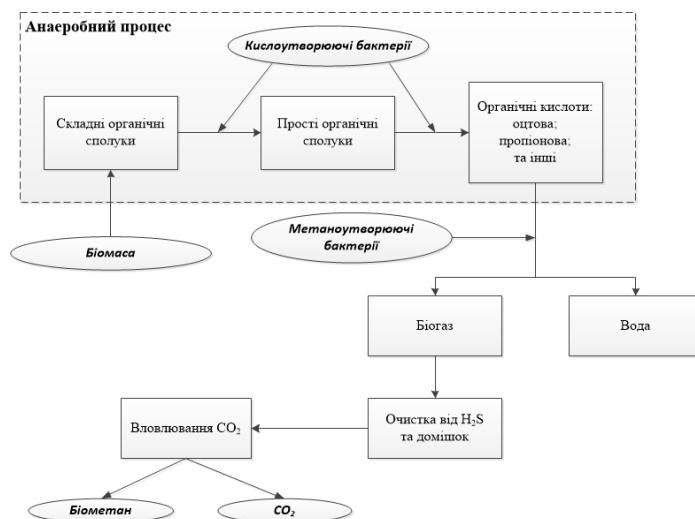 Анаеробний процес
Кислоутворюючі бактерії
Складні органічні
сполуки
Прості органічні
сполуки
Органічні кислоти:
оцтова;
пропіонова;
та інші
Біомаса
Метаноутворюючі
бактерії
Біогаз
Вода
Вловлювання CO₂
Очистка від H₂S
та домішок
Біометан
CO₂